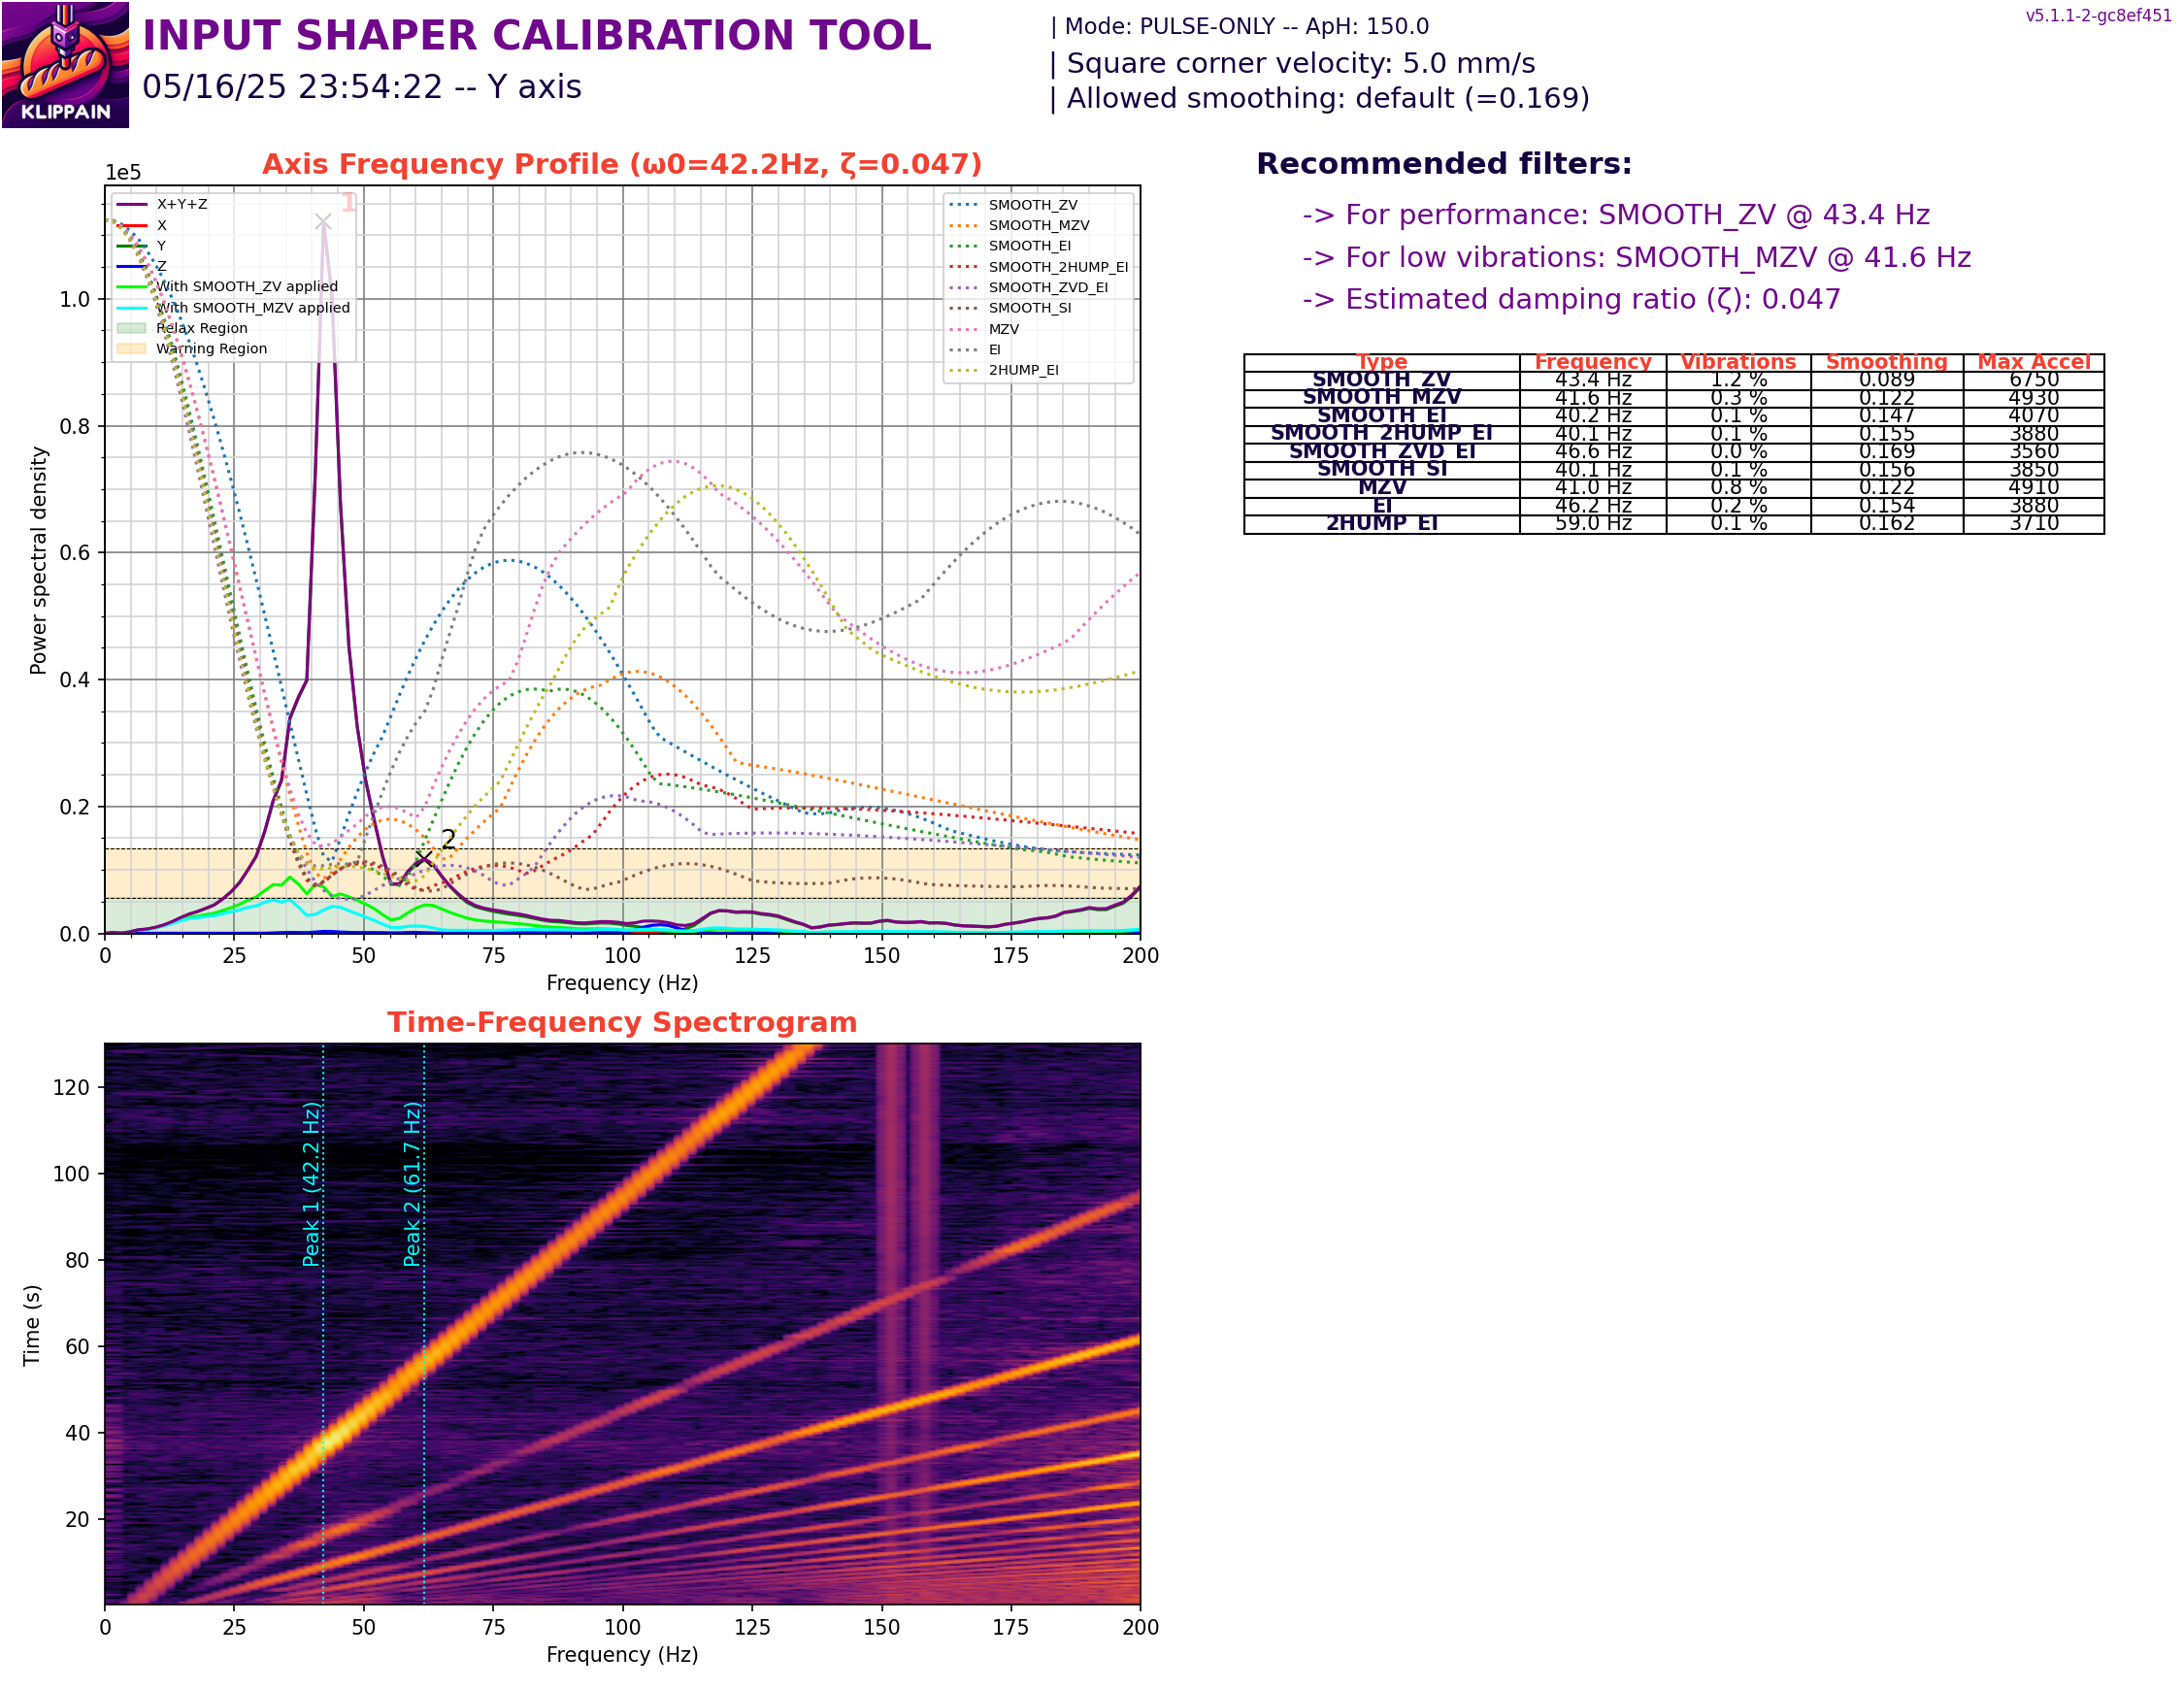 KLIPPAIN
INPUT SHAPER CALIBRATION TOOL
05/16/25 23:54:22 -- Y axis
| Mode: PULSE-ONLY -- ApH: 150.0
| Square corner velocity: 5.0 mm/s
| Allowed smoothing: default (=0.169)
v5.1.1-2-gc8ef451
Axis Frequency Profile (ω0=42.2Hz, ζ=0.047)
1e5
X+Y+Z
X
Y
Z
With SMOOTH_ZV applied
With SMOOTH_MZV applied
Relax Region
Warning Region
1
2
SMOOTH_ZV
SMOOTH_MZV
SMOOTH_EI
SMOOTH_2HUMP_EI
SMOOTH_ZVD_EI
SMOOTH_SI
MZV
EI
2HUMP_EI
Power spectral density
1.0
0.8
0.6
0.4
0.2
0.0
0 25 50 75 100 125 150 175 200
Frequency (Hz)
Recommended filters:
-> For performance: SMOOTH_ZV @ 43.4 Hz
-> For low vibrations: SMOOTH_MZV @ 41.6 Hz
-> Estimated damping ratio (ζ): 0.047
Type Frequency Vibrations Smoothing Max Accel
SMOOTH_ZV 43.4 Hz 1.2 % 0.089 6750
SMOOTH_MZV 41.6 Hz 0.3 % 0.122 4930
SMOOTH_EI 40.2 Hz 0.1 % 0.147 4070
SMOOTH_2HUMP_EI 40.1 Hz 0.1 % 0.155 3880
SMOOTH_ZVD_EI 46.6 Hz 0.0 % 0.169 3560
SMOOTH_SI 40.1 Hz 0.1 % 0.156 3850
MZV 41.0 Hz 0.8 % 0.122 4910
EI 46.2 Hz 0.2 % 0.154 3880
2HUMP_EI 59.0 Hz 0.1 % 0.162 3710
Time-Frequency Spectrogram
Time (s)
120
100
80
60
40
20
Peak 1 (42.2 Hz)
Peak 2 (61.7 Hz)
0 25 50 75 100 125 150 175 200
Frequency (Hz)